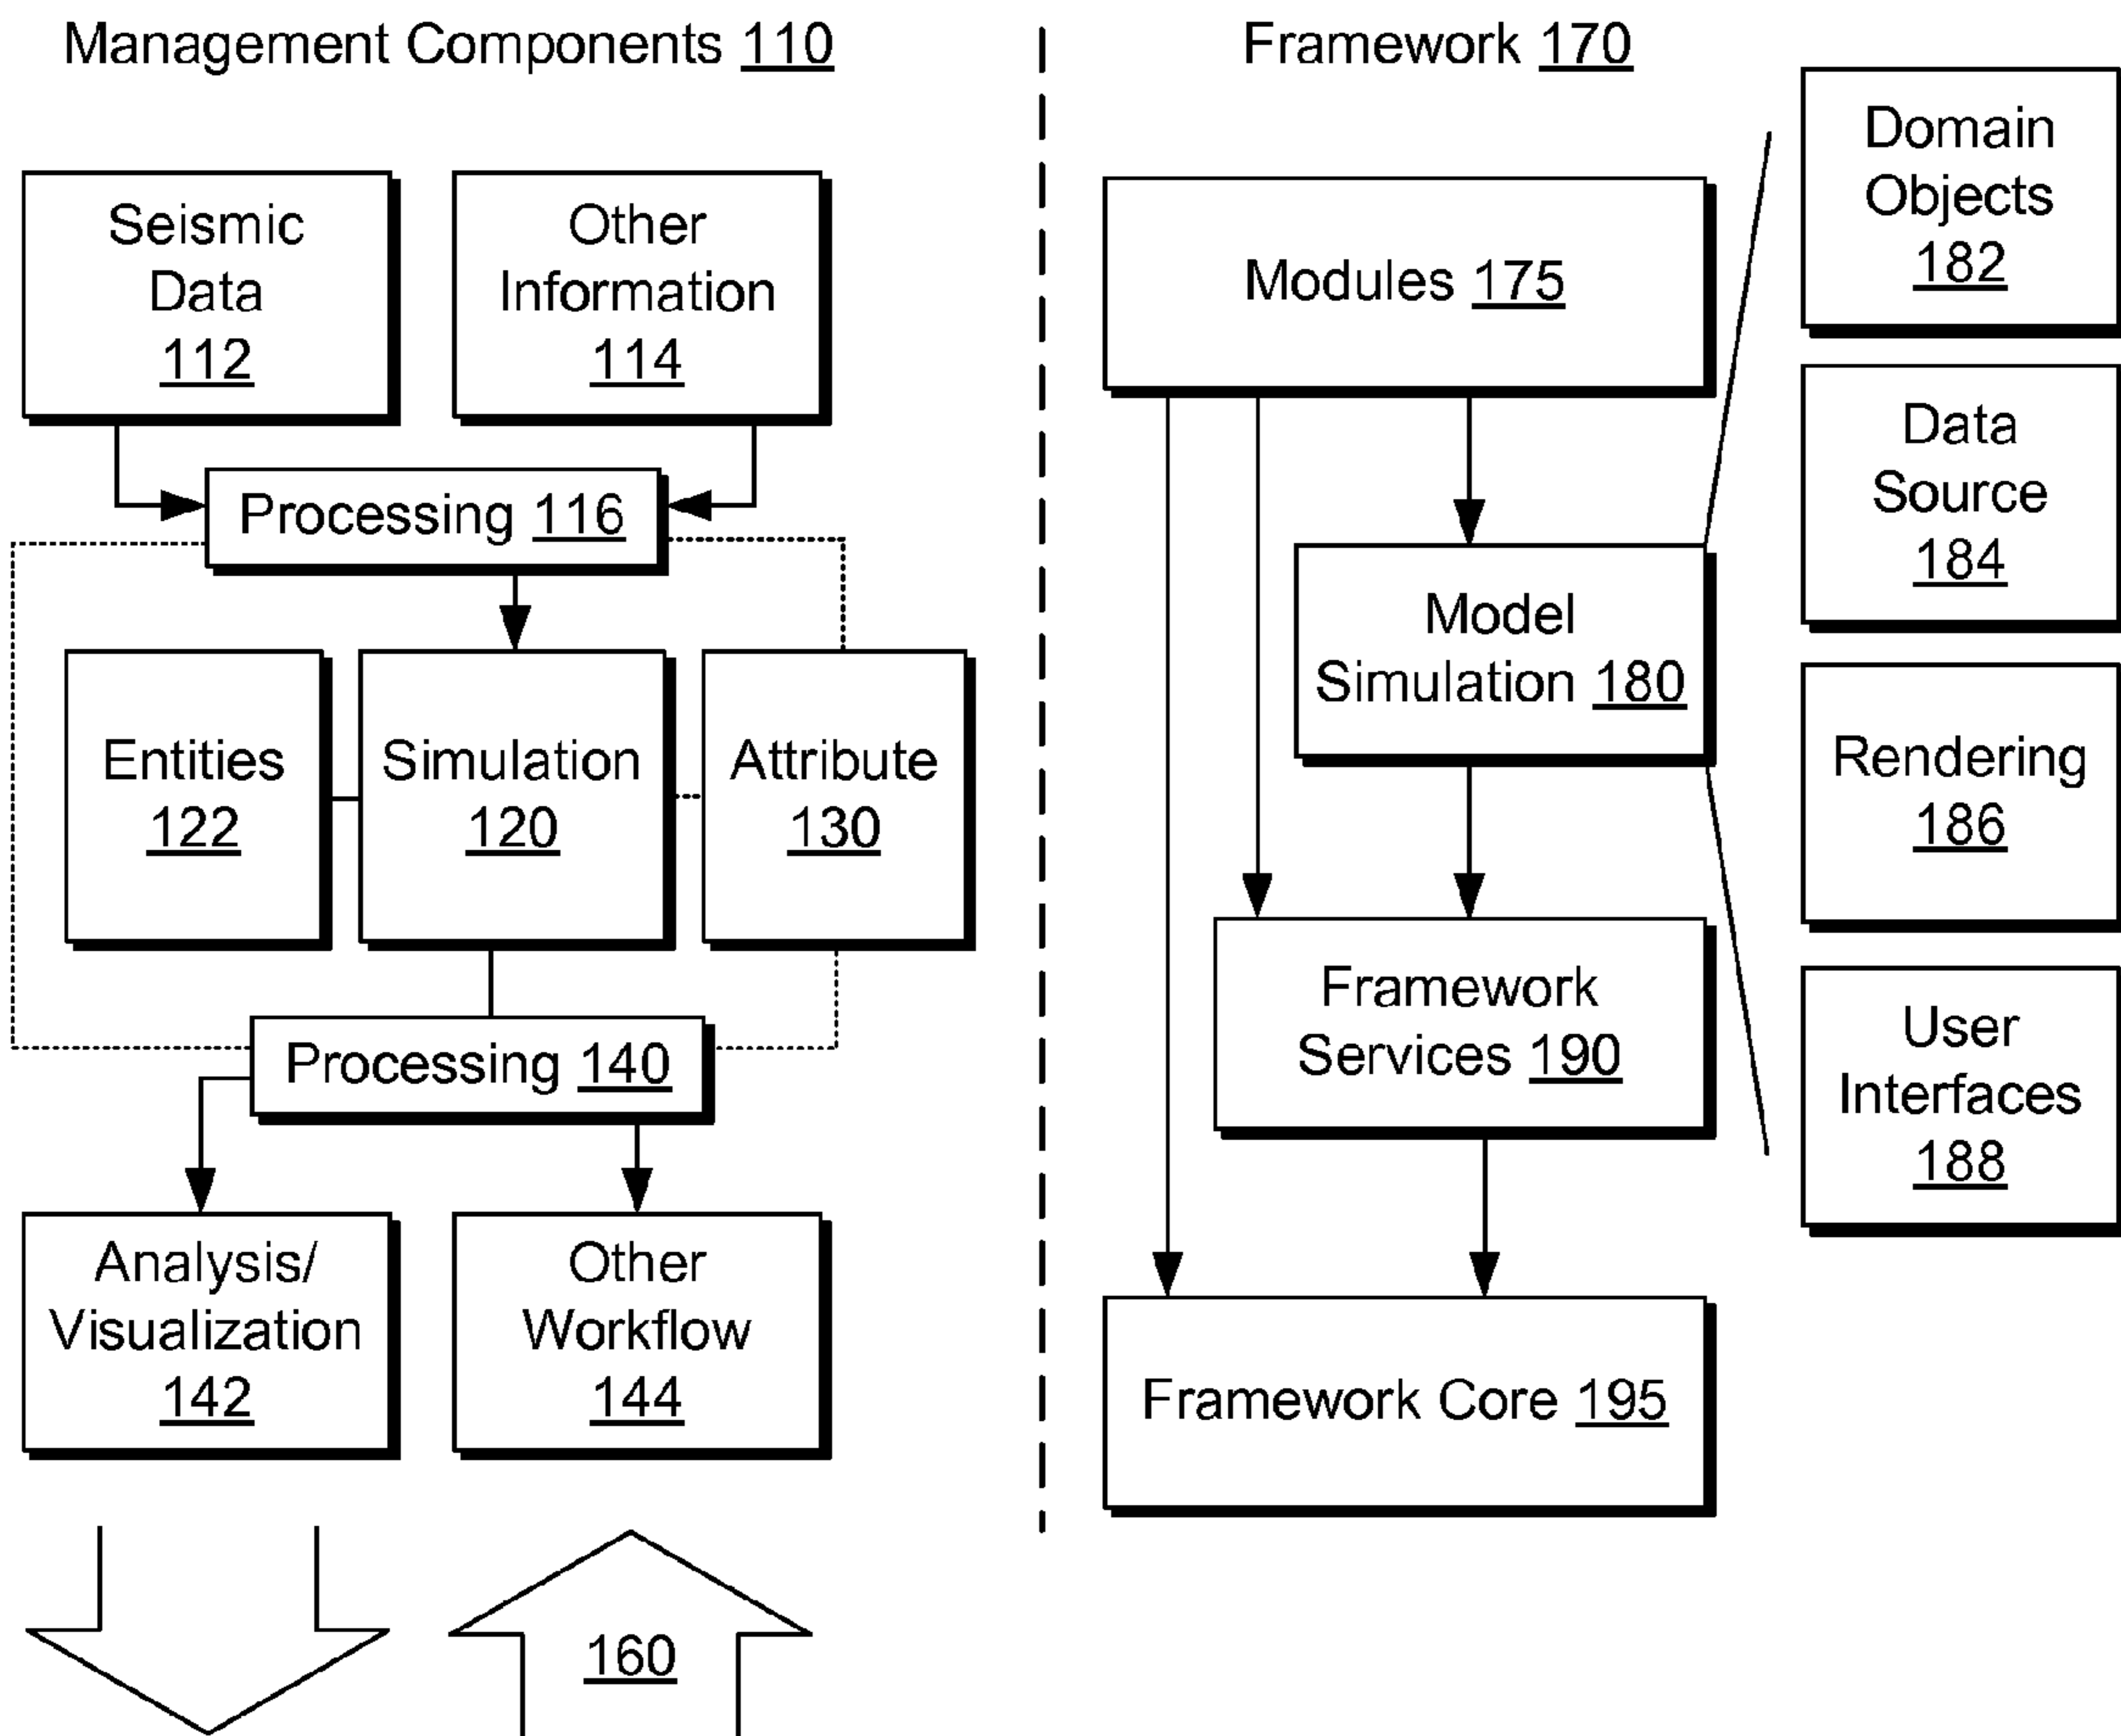 Management Components 110
Seismic
Data
112
Other
Information
114
Processing 116
Entities
122
Simulation
120
Attribute
130
Processing 140
Analysis/
Visualization
142
Other
Workflow
144
160
Framework 170
Modules 175
Model
Simulation 180
Framework
Services 190
Framework Core 195
Domain
Objects
182
Data
Source
184
Rendering
186
User
Interfaces
188